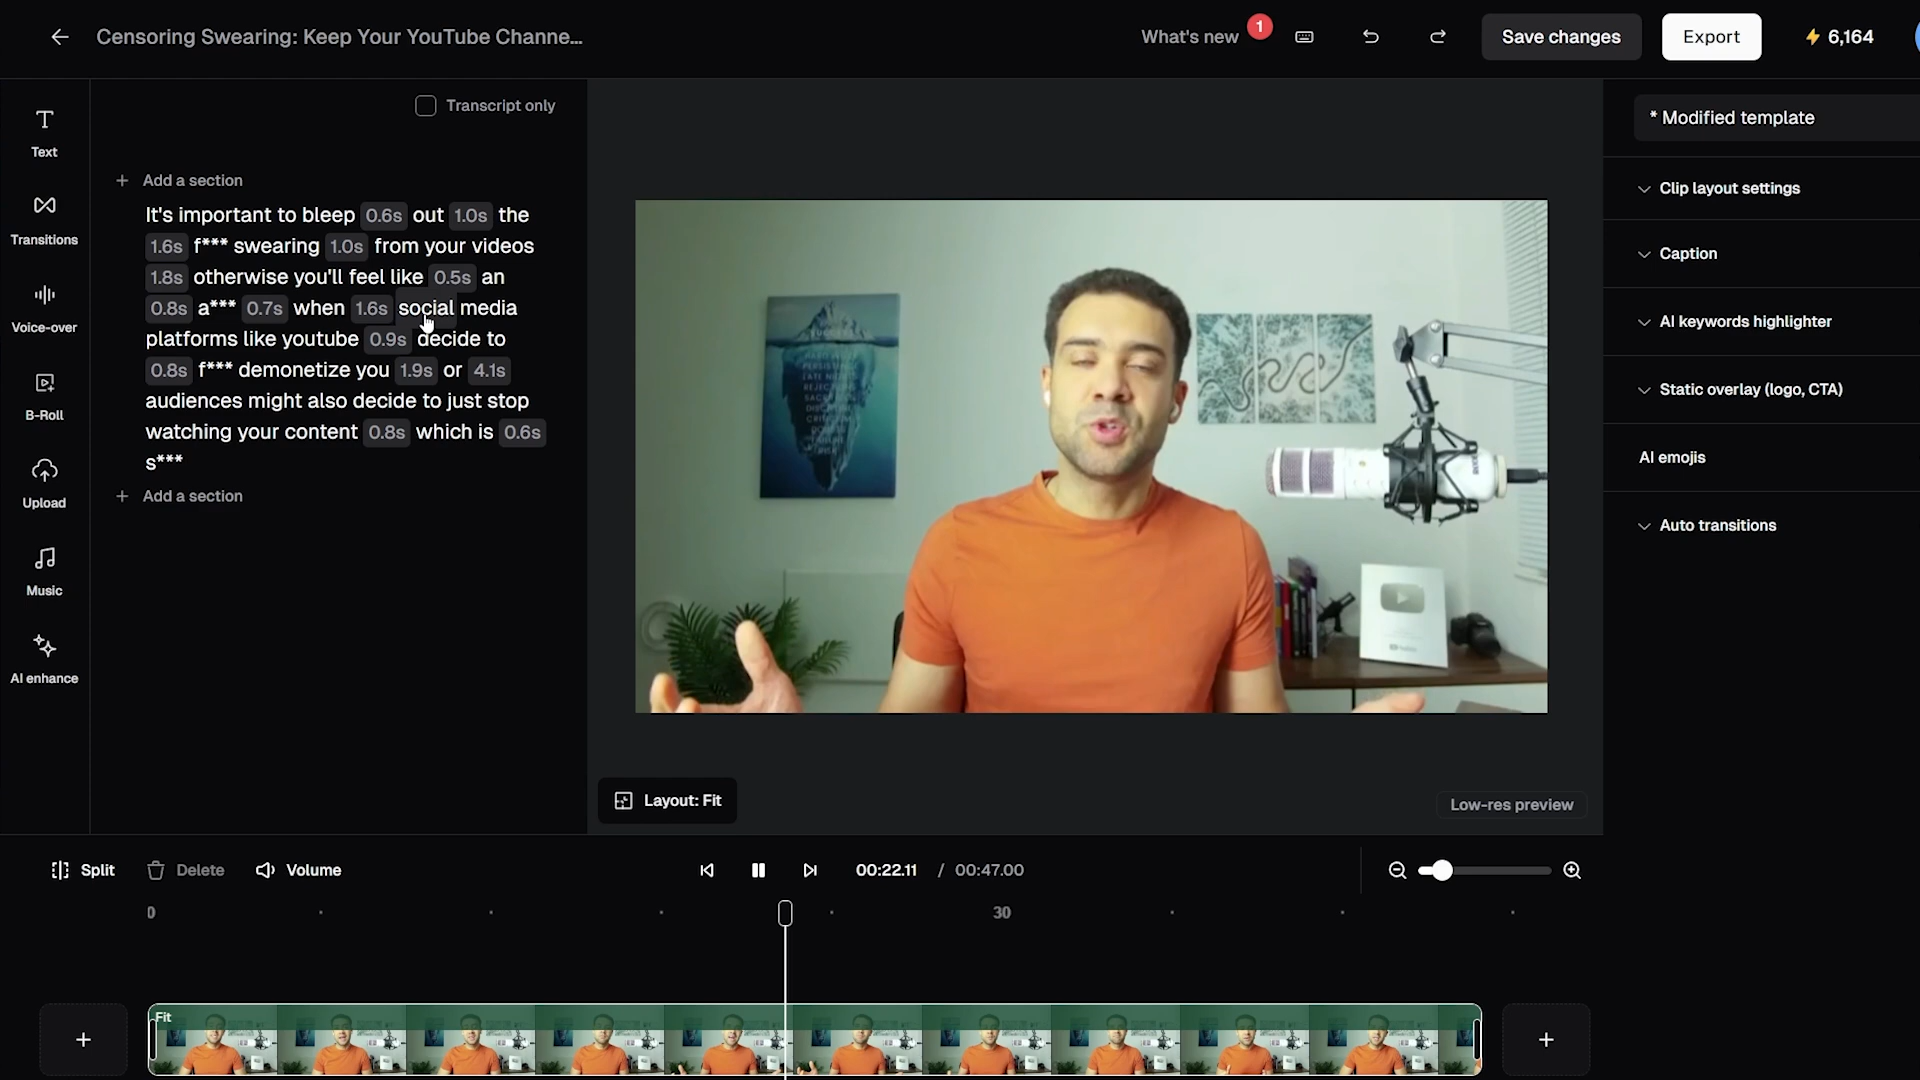 Censoring Swearing: Keep Your YouTube Channe...
What's new
1
Save changes
Export
6,164
Text
Transitions
Voice-over
B-Roll
Upload
Music
AI enhance
Transcript only
+ Add a section
It's important to bleep 0.6s out 1.0s the
1.6s f*** swearing 1.0s from your videos
1.8s otherwise you'll feel like 0.5s an
0.8s a*** 0.7s when 1.6s social media
platforms like youtube 0.9s decide to
0.8s f*** demonetize you 1.9s or 4.1s
audiences might also decide to just stop
watching your content 0.8s which is 0.6s
s***
+ Add a section
Layout: Fit
Low-res preview
* Modified template
Clip layout settings
Caption
AI keywords highlighter
Static overlay (logo, CTA)
AI emojis
Auto transitions
Split
Delete
Volume
00:22.11 / 00:47.00
0
30
Fit
+
+